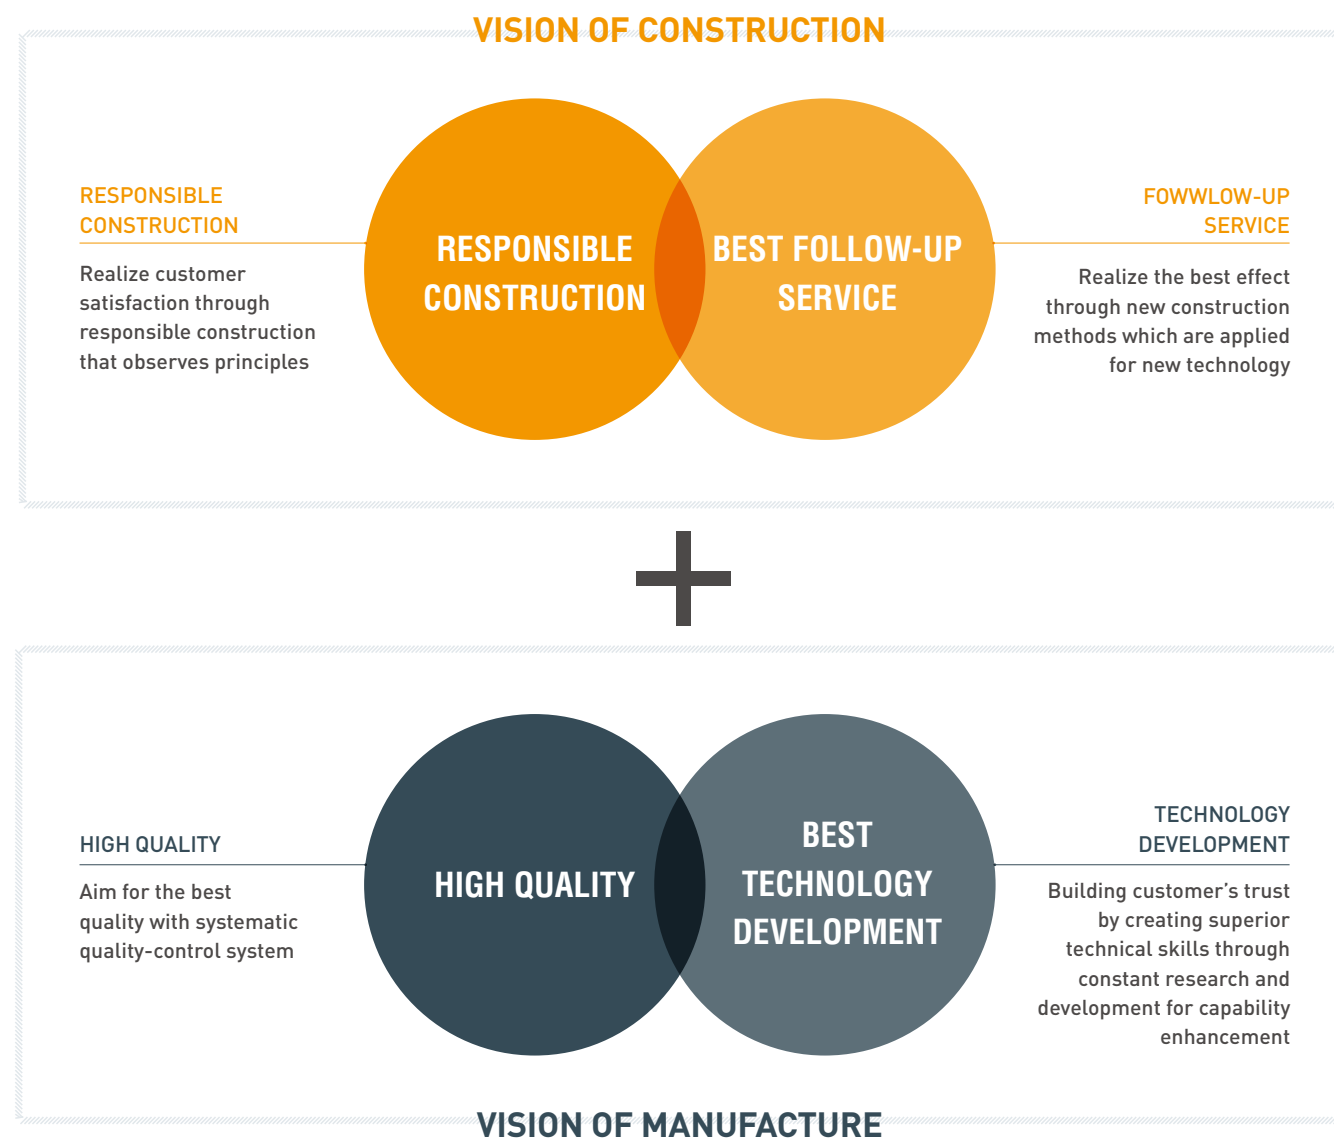 VISION OF CONSTRUCTION
RESPONSIBLE
CONSTRUCTION
Realize customer
satisfaction through
responsible construction
that observes principles
RESPONSIBLE
CONSTRUCTION
BEST FOLLOW-UP
SERVICE
FOWWLOW-UP
SERVICE
Realize the best effect
through new construction
methods which are applied
for new technology
HIGH QUALITY
Aim for the best
quality with systematic
quality-control system
HIGH QUALITY
BEST
TECHNOLOGY
DEVELOPMENT
TECHNOLOGY
DEVELOPMENT
Building customer’s trust
by creating superior
technical skills through
constant research and
development for capability
enhancement
VISION OF MANUFACTURE